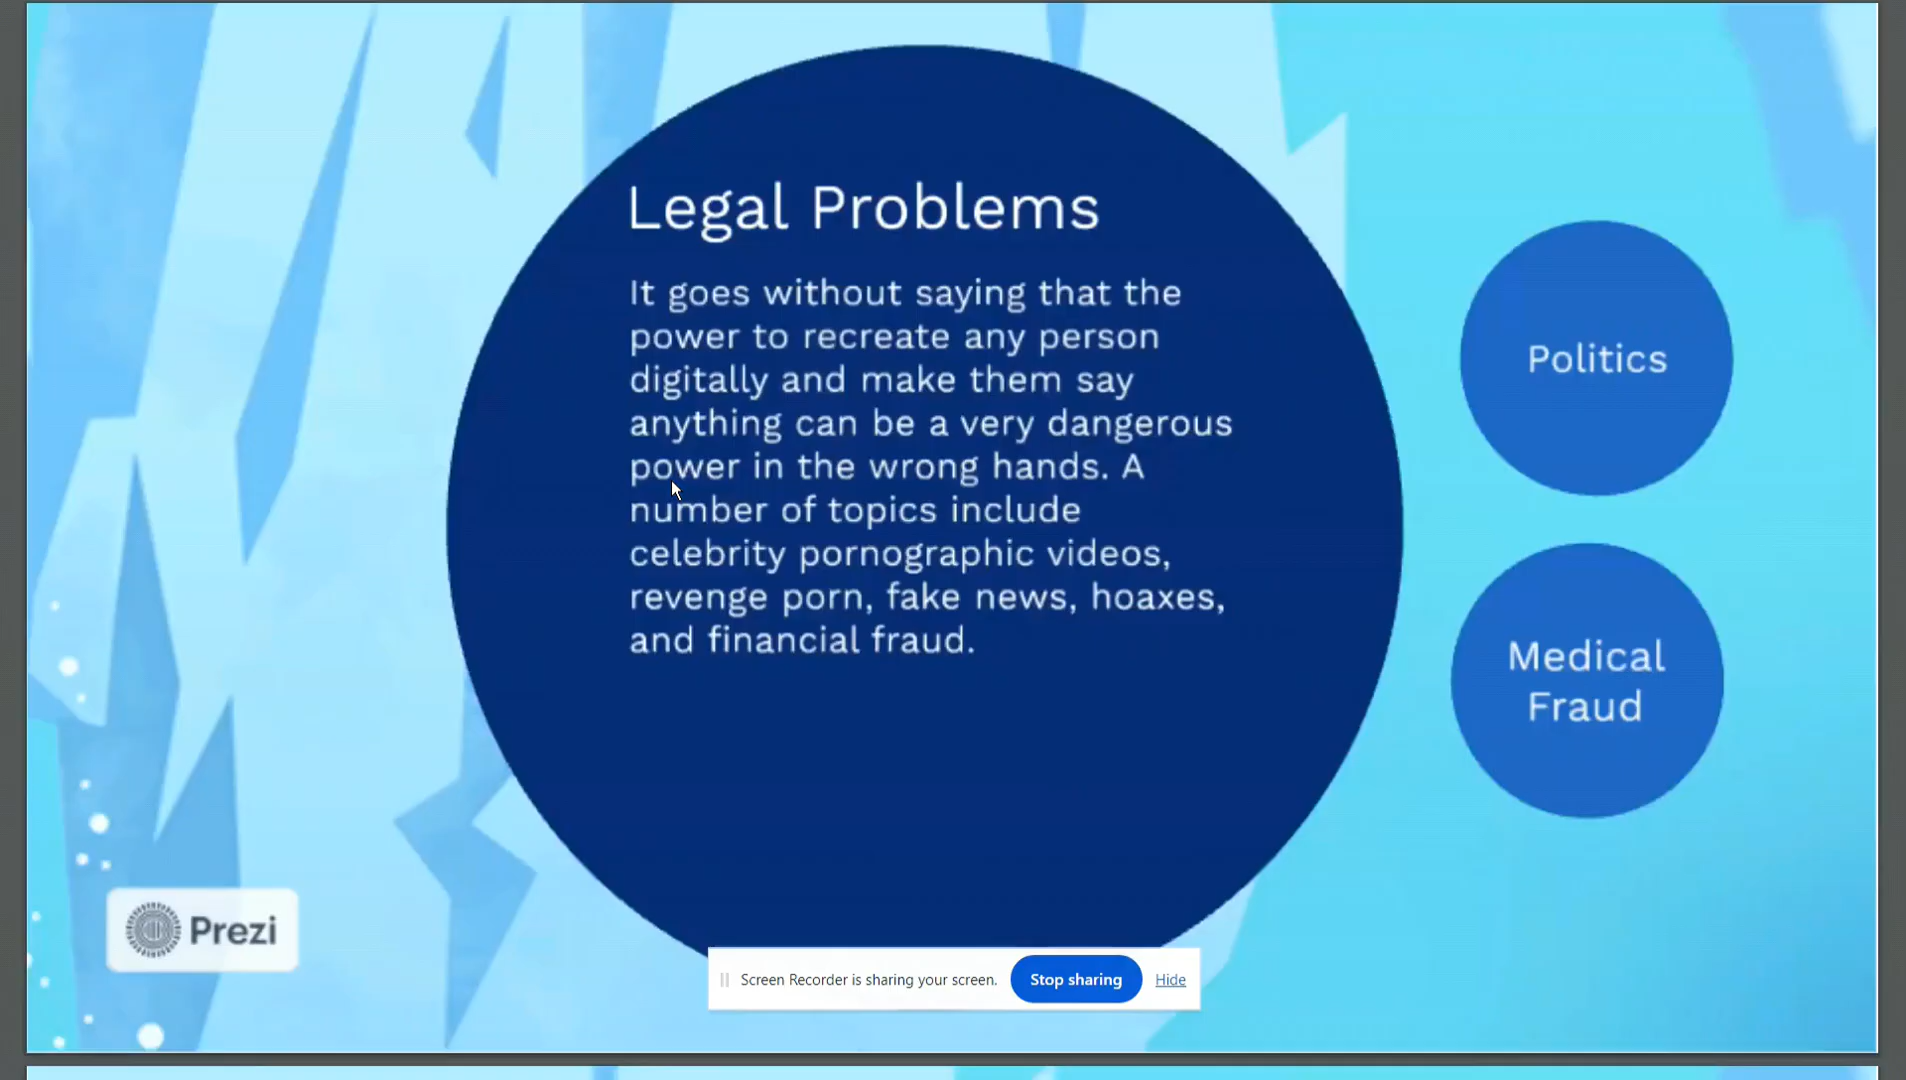 Legal Problems
It goes without saying that the
power to recreate any person
digitally and make them say
anything can be a very dangerous
power in the wrong hands. A
number of topics include
celebrity pornographic videos,
revenge porn, fake news, hoaxes,
and financial fraud.
Politics
Medical
Fraud
Prezi
Screen Recorder is sharing your screen.
Stop sharing
Hide